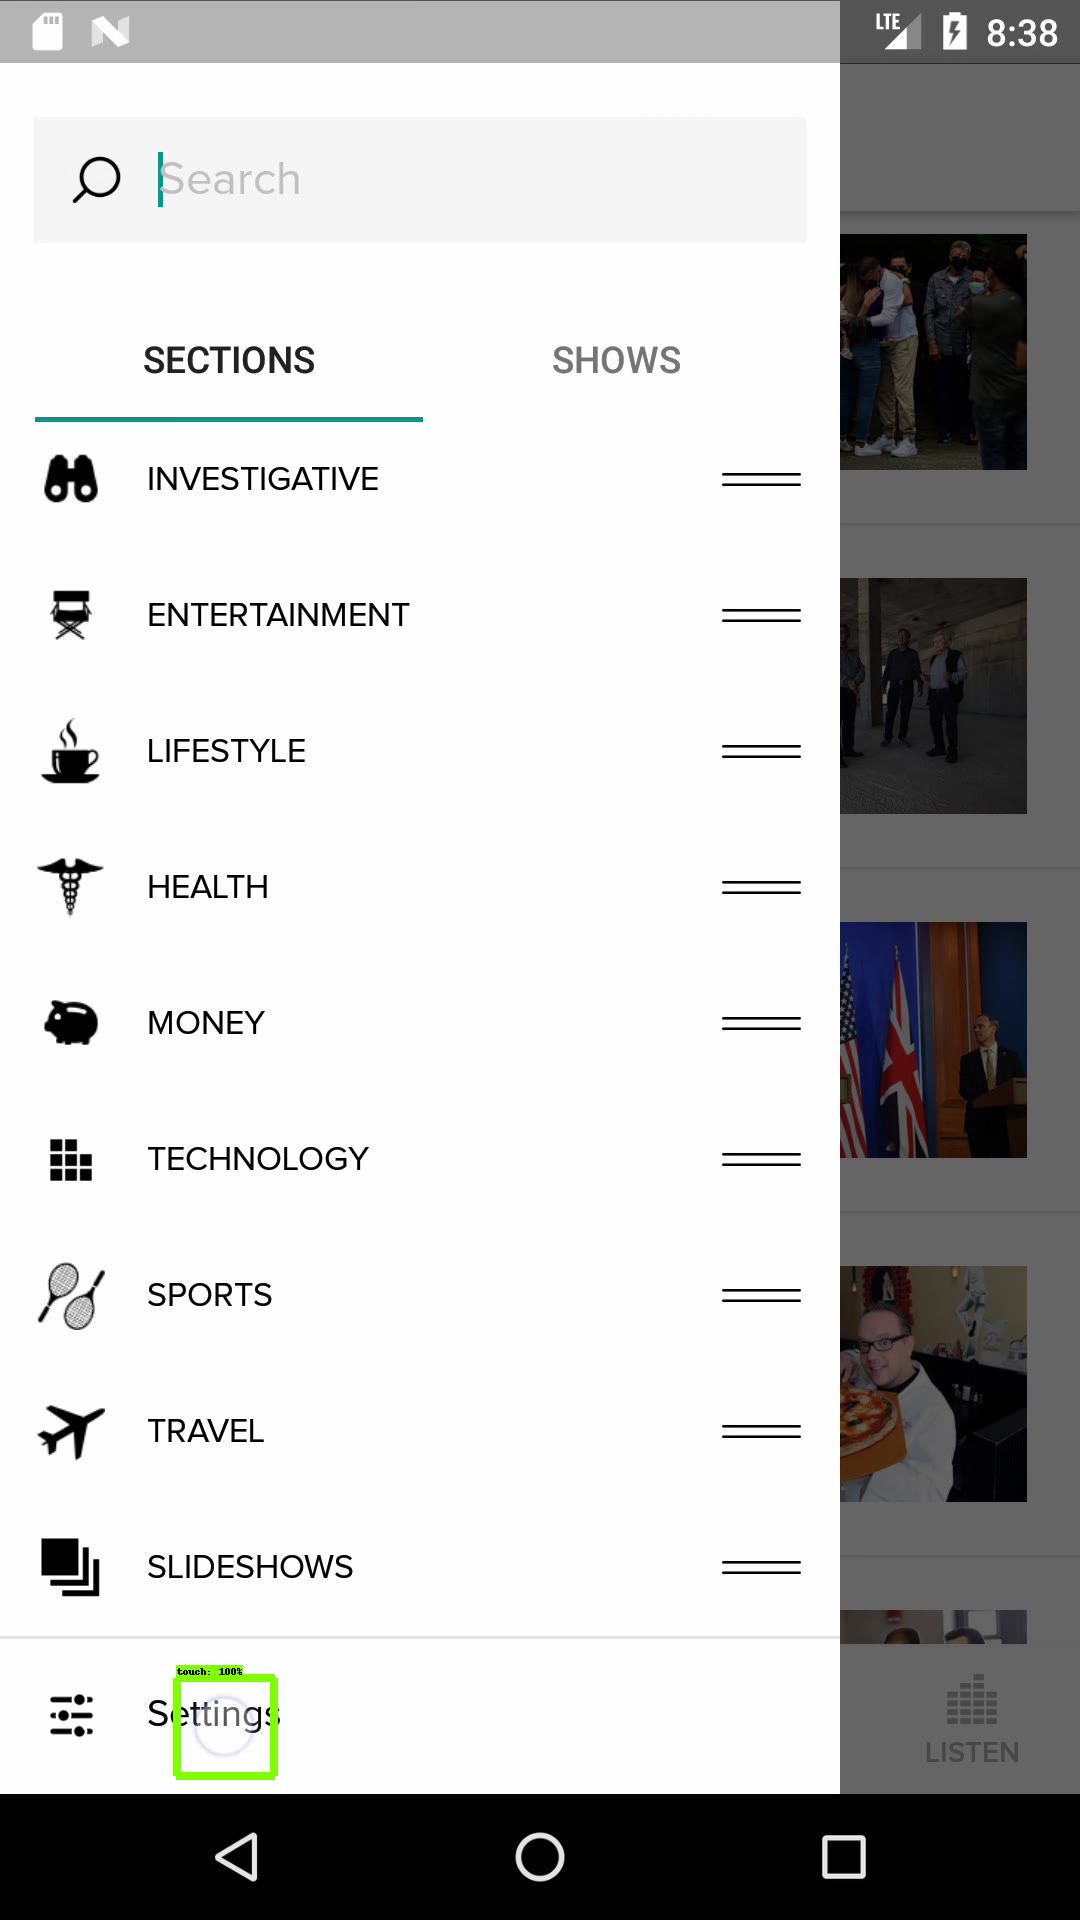 LTE 8:38
Search
SECTIONS SHOWS
INVESTIGATIVE
ENTERTAINMENT
LIFESTYLE
HEALTH
MONEY
TECHNOLOGY
SPORTS
TRAVEL
SLIDESHOWS
touch: 100%
Settings
LISTEN